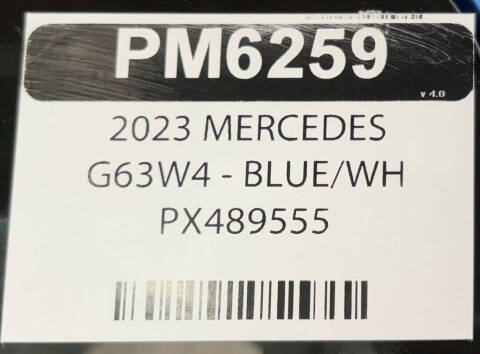 PM6259
v 4.0
2023 MERCEDES
G63W4 - BLUE/WH
PX489555